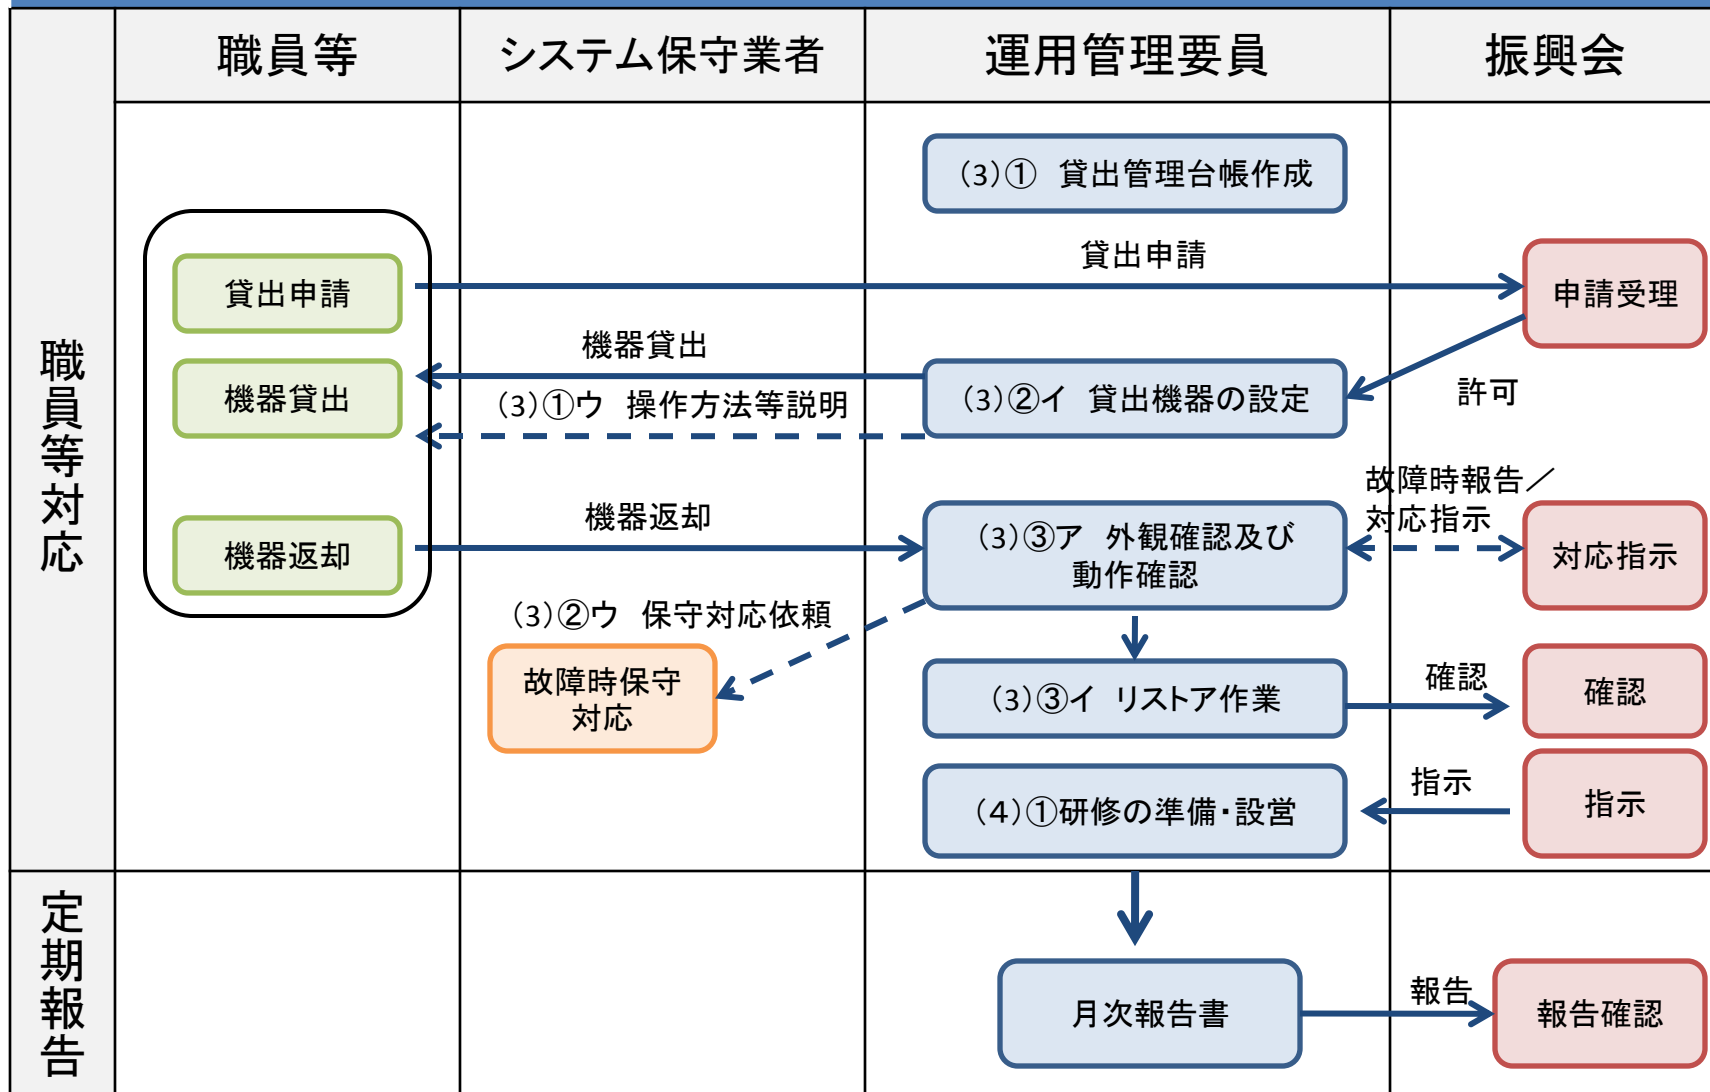 職員等
システム保守業者
運用管理要員
振興会
職員等対応
(3)① 貸出管理台帳作成
貸出申請
貸出申請
申請受理
機器貸出
機器貸出
(3)①ウ 操作方法等説明
(3)②イ 貸出機器の設定
許可
機器返却
機器返却
(3)③ア 外観確認及び
動作確認
故障時報告／
対応指示
対応指示
(3)②ウ 保守対応依頼
故障時保守
対応
(3)③イ リストア作業
確認
確認
(4)①研修の準備・設営
指示
指示
定期報告
月次報告書
報告
報告確認